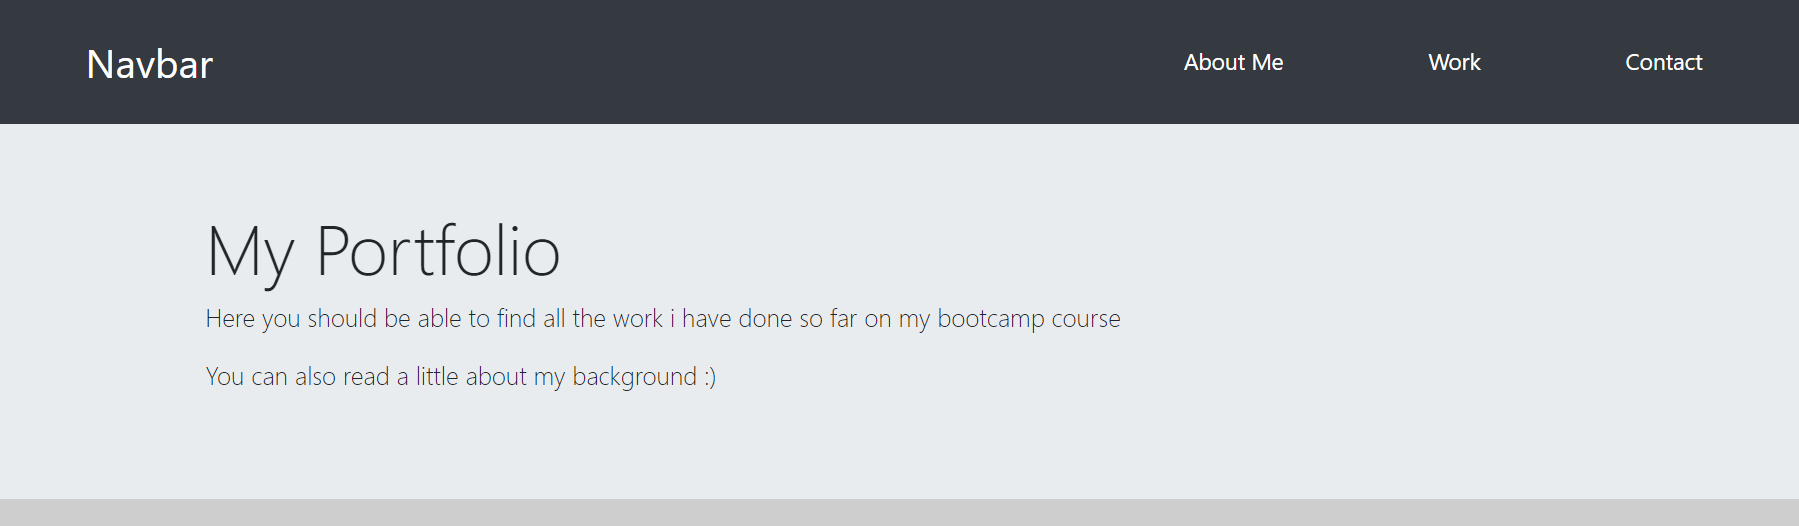 Navbar
About Me
Work
Contact
My Portfolio
Here you should be able to find all the work i have done so far on my bootcamp course
You can also read a little about my background :)